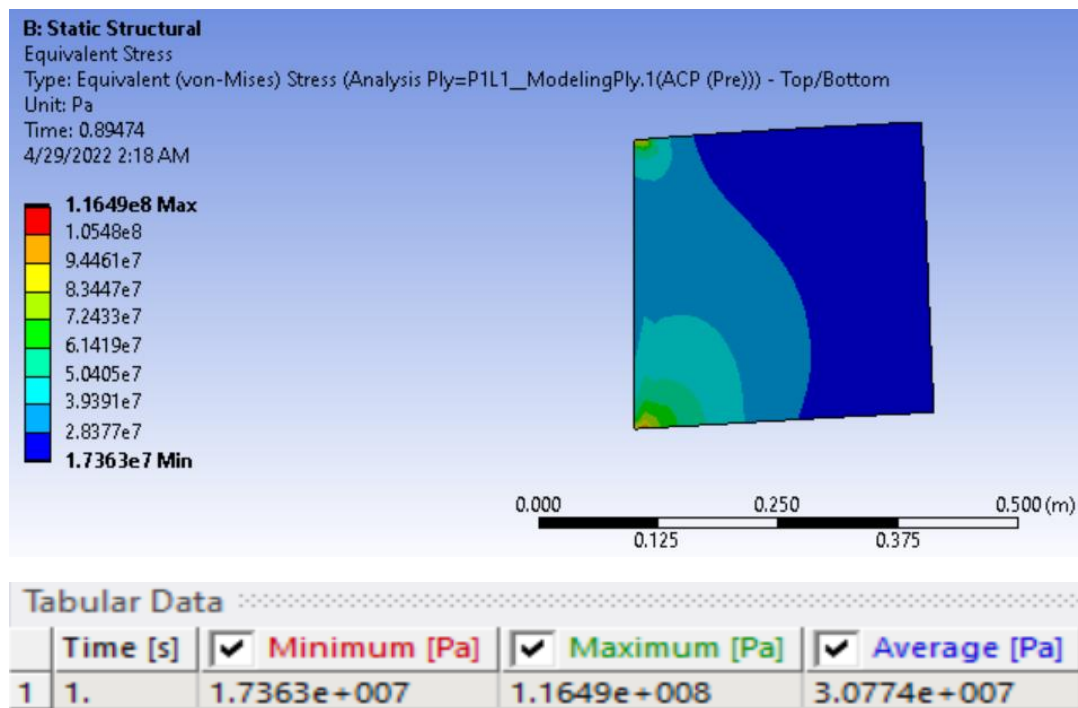 B: Static Structural
Equivalent Stress
Type: Equivalent (von-Mises) Stress (Analysis Ply=P1L1__ModelingPly.1(ACP (Pre))) - Top/Bottom
Unit: Pa
Time: 0.89474
4/29/2022 2:18 AM
1.1649e8 Max
1.0548e8
9.4461e7
8.3447e7
7.2433e7
6.1419e7
5.0405e7
3.9391e7
2.8377e7
1.7363e7 Min
0.000 0.250 0.500 (m)
0.125 0.375
Tabular Data
Time [s] Minimum [Pa] Maximum [Pa] Average [Pa]
1 1. 1.7363e+007 1.1649e+008 3.0774e+007